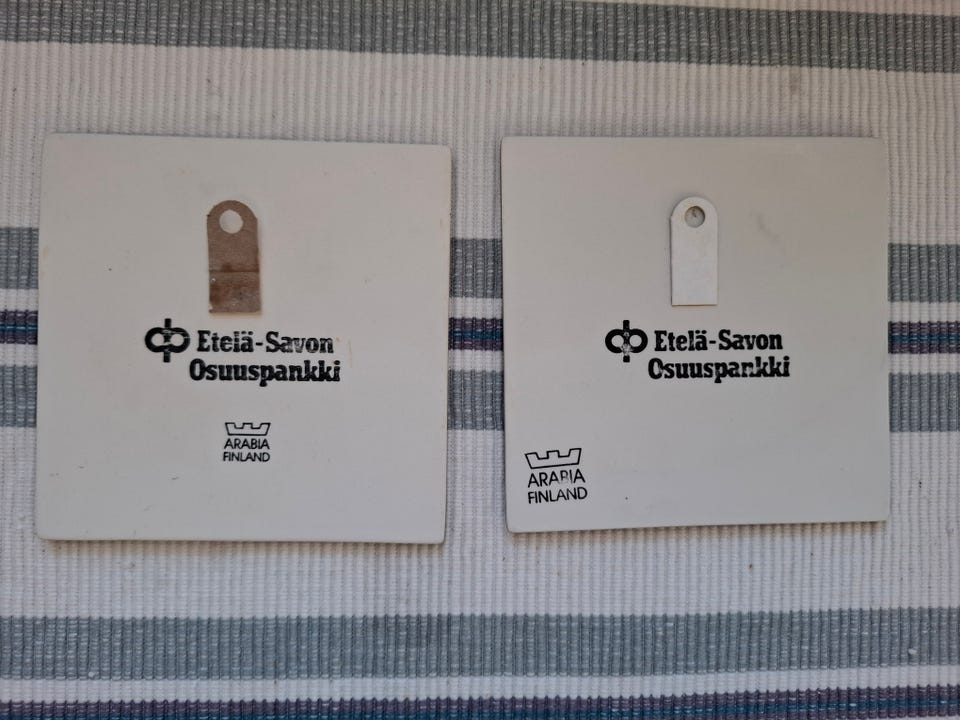 Etelä-Savon
Osuuspankki
ARABIA
FINLAND
Etelä-Savon
Osuuspankki
ARABIA
FINLAND